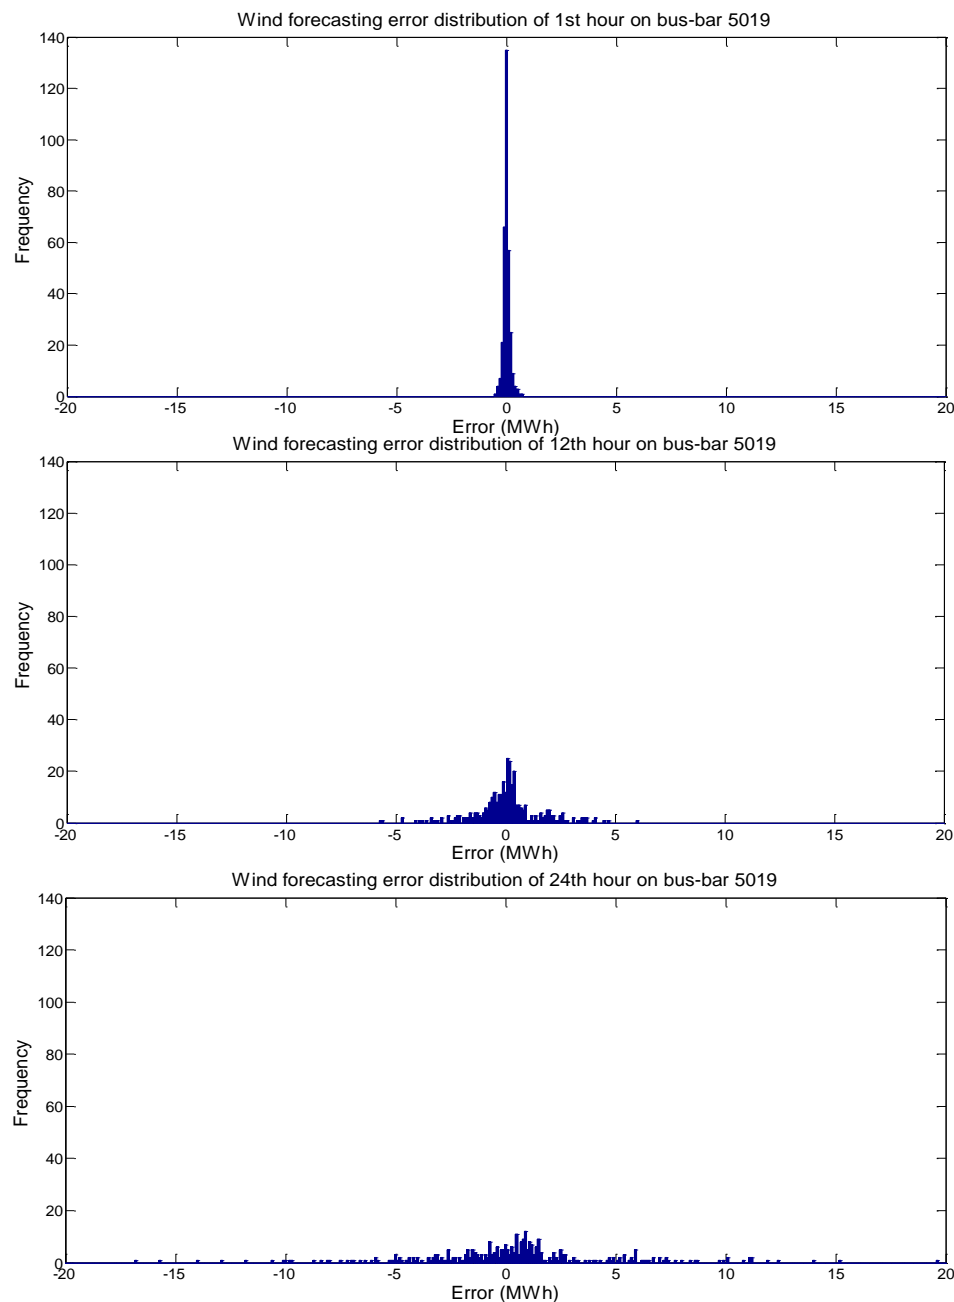 Wind forecasting error distribution of 1st hour on bus-bar 5019
140
120
100
80
60
40
20
0
Frequency
-20 -15 -10 -5 0 5 10 15 20
Error (MWh)
Wind forecasting error distribution of 12th hour on bus-bar 5019
140
120
100
80
60
40
20
0
Frequency
-20 -15 -10 -5 0 5 10 15 20
Error (MWh)
Wind forecasting error distribution of 24th hour on bus-bar 5019
140
120
100
80
60
40
20
0
Frequency
-20 -15 -10 -5 0 5 10 15 20
Error (MWh)